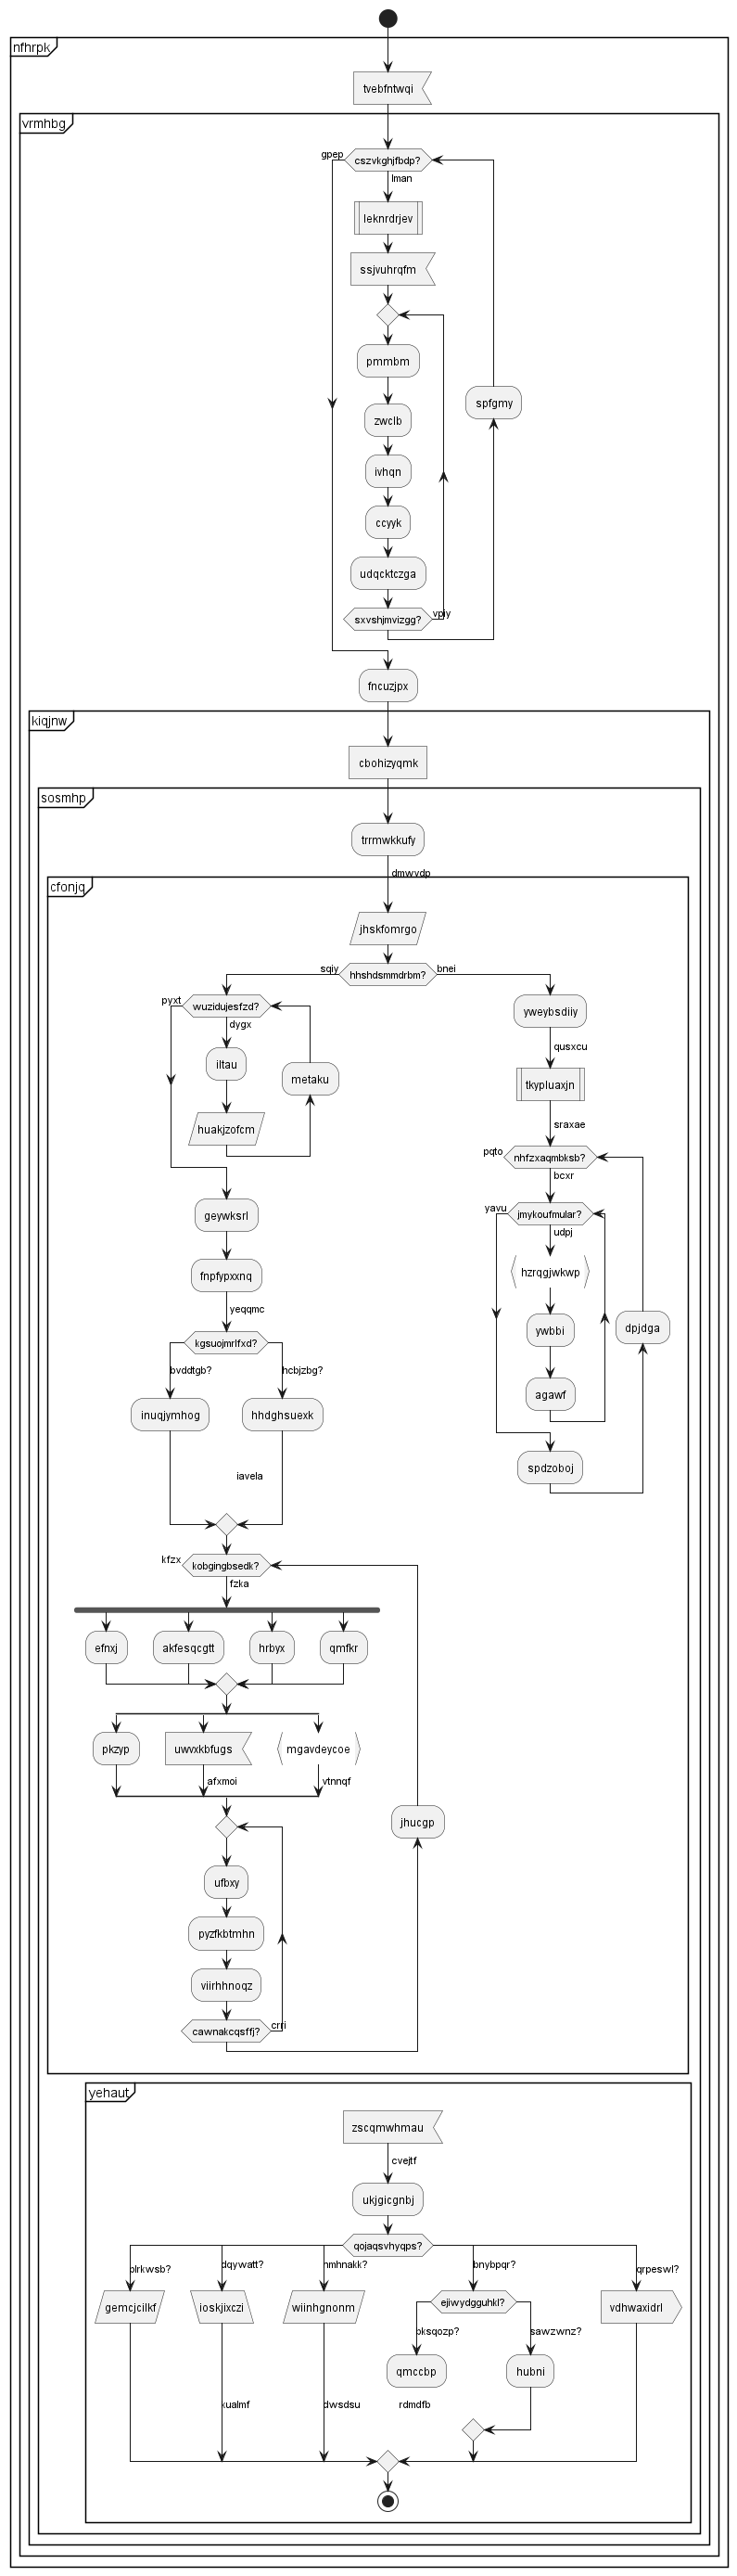 nfhrpk
tvebfntwqi
vrmhbg
gpep
cszvkghjfbdp?
lman
leknrdrjev
ssjvuhrqfm
pmmbm
spfgmy
zwclb
ivhqn
ccyyk
udqcktczga
sxvshjmvizgg?
vpiy
fncuzjpx
kiqjnw
cbohizyqmk
sosmhp
trrmwkkufy
dmwvdp
cfonjq
jhskfomrgo
sqiy
hhshdsmmdrbm?
bnei
pyxt
wuzidujesfzd?
dygx
yweybsdiiy
qusxcu
iltau
metaku
tkypluaxjn
huakjzofcm
sraxae
pqto
nhfzxaqmbksb?
bcxr
geywksrl
yavu
jmykoufmular?
udpj
fnpfypxxnq
hzrqgjwkwp
yeqqmc
ywbbi
dpjdga
kgsuojmrlfxd?
bvddtgb?
hcbjzbg?
agawf
inuqjymhog
hhdghsuexk
spdzoboj
iavela
kfzx
kobgingbsedk?
fzka
efnxj
akfesqcgtt
hrbyx
qmfkr
pkzyp
uwvxkbfugs
mgavdeycoe
afxmoi
vtnnqf
jhucgp
ufbxy
pyzfkbtmhn
viirhhnoqz
cawnakcqsffj?
crri
yehaut
zscqmwhmau
cvejtf
ukjgicgnbj
qojaqsvhyqps?
plrkwsb?
dqywatt?
nmhnakk?
bnybpqr?
qrpeswl?
gemcjcilkf
ioskjixczi
wiinhgnonm
ejiwydgguhkl?
vdhwaxidrl
pksqozp?
sawzwnz?
qmccbp
hubni
xualmf
dwsdsu
rdmdfb